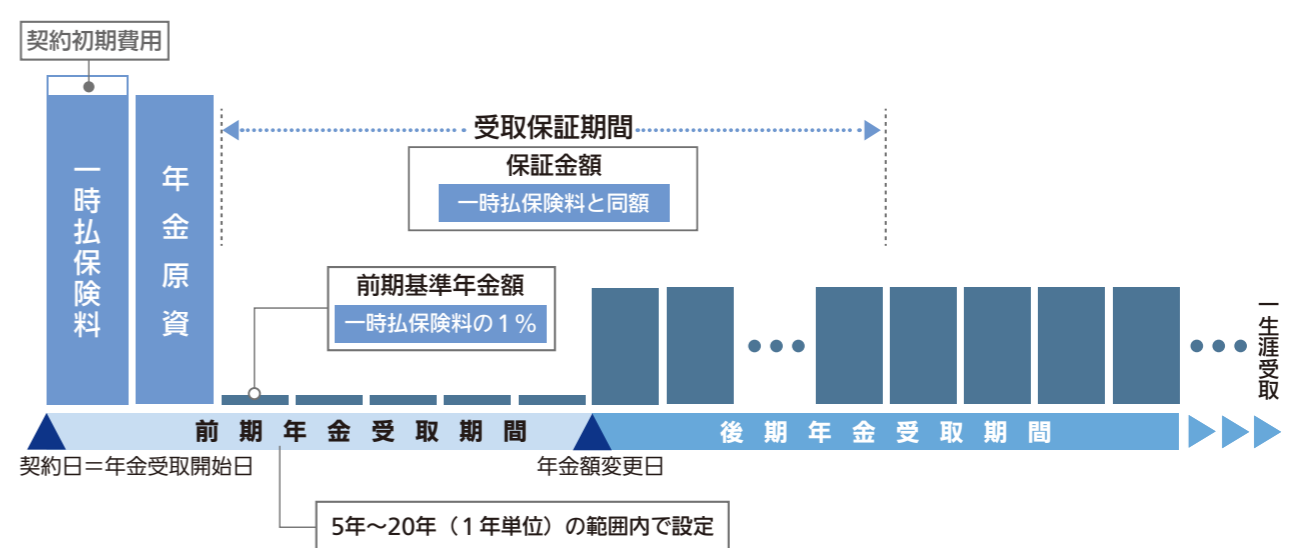 契約初期費用
一時払保険料
年金原資
受取保証期間
保証金額
一時払保険料と同額
前期基準年金額
一時払保険料の1%
一生涯受取
前期年金受取期間
後期年金受取期間
契約日＝年金受取開始日
年金額変更日
5年～20年（1年単位）の範囲内で設定